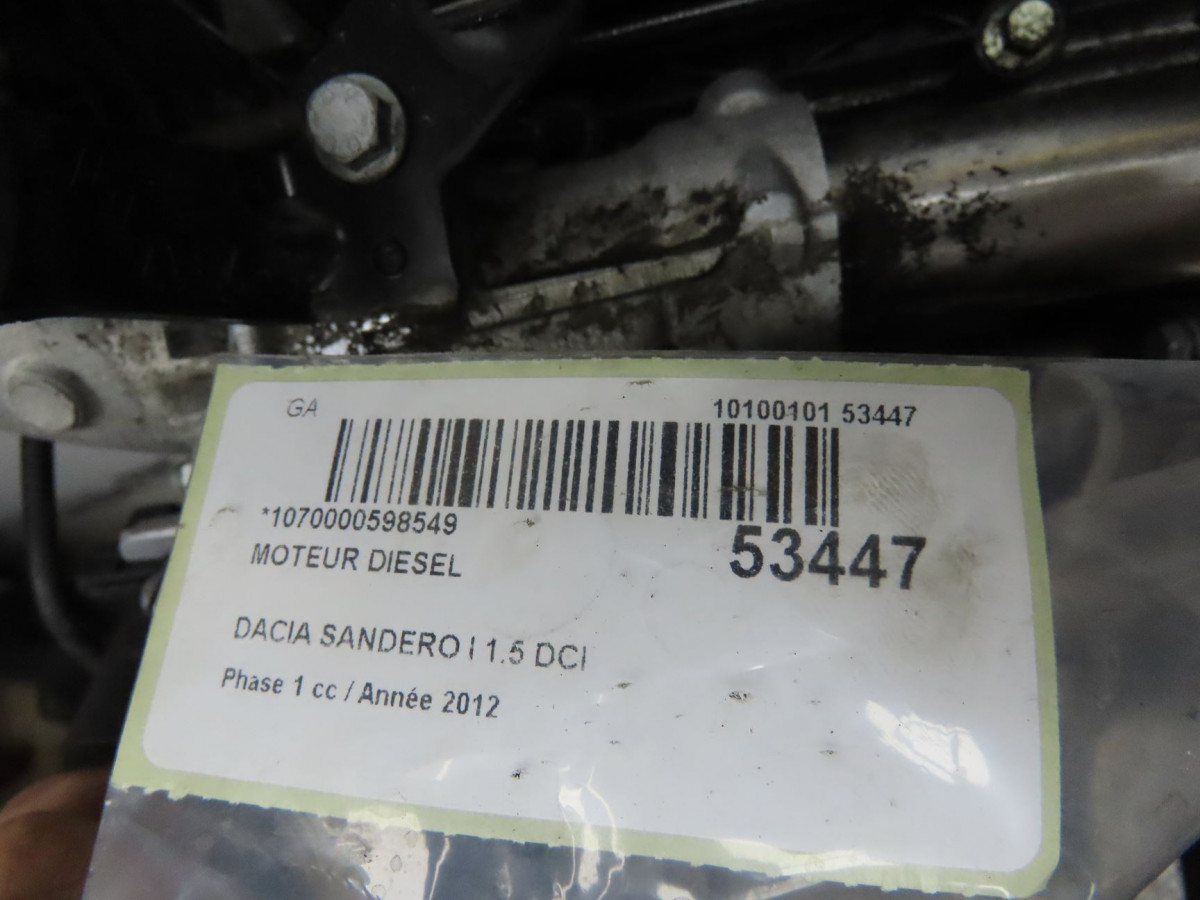 GA
10100101 53447
*1070000598549
53447
MOTEUR DIESEL
DACIA SANDERO I 1.5 DCI
Phase 1 cc / Année 2012